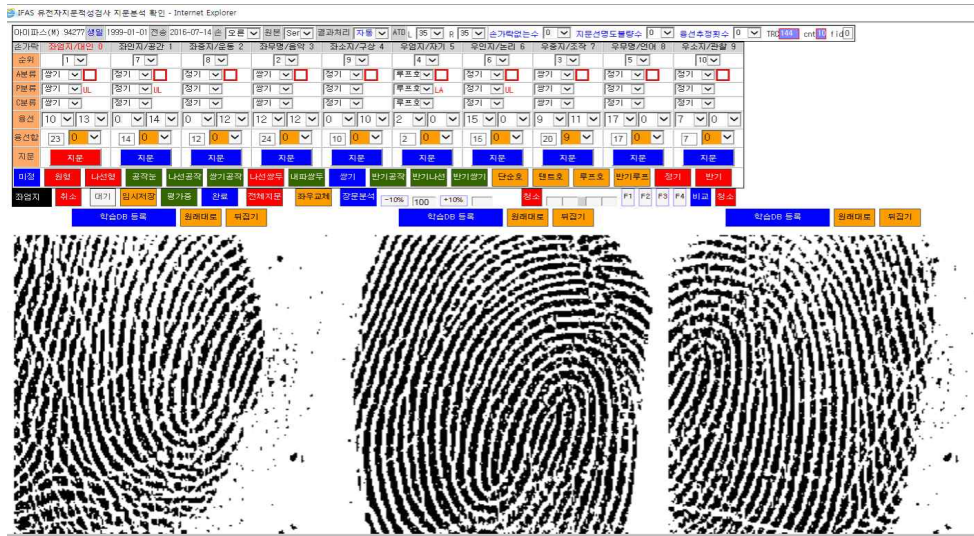 IFAS 유전자지문적성검사 지문분석 확인 - Internet Explorer
아이파스(M) 94277 생일 1999-01-01 전송 2016-07-14 손 오른 원본 Ser 결과처리 자동 ATD L 35 R 35 손가락없는수 0 지문선명도불량수 0 융선추정환수 0 TRC 144 cnt 10 fid 0
손가락 좌엄지/대인 0 좌인지/공간 1 좌중지/운동 2 좌무명/음악 3 좌소지/구상 4 우엄지/자기 5 우인지/논리 6 우중지/조작 7 우무명/언어 8 우소지/관찰 9
순위 1 7 8 2 9 4 6 3 5 10
A분류 쌍기 정기 정기 쌍기 정기 루프호 정기 쌍기 정기 정기
P분류 쌍기 UL 정기 UL 정기 쌍기 정기 루프호 LA 정기 UL 쌍기 정기 정기
C분류 쌍기 정기 정기 쌍기 정기 루프호 정기 쌍기 정기 정기
융선 10 13 0 14 0 12 12 12 0 10 2 0 15 0 9 11 17 0 7 0
융선합 23 0 14 0 12 0 24 0 10 0 2 0 15 0 20 9 17 0 7 0
지문 지문 지문 지문 지문 지문 지문 지문 지문 지문 지문
미정 원형 나선형 공작눈 나선공작 쌍기공작 나선쌍두 내파쌍두 쌍기 반기공작 반기나선 반기쌍기 단순호 텐트호 루프호 반기루프 정기 반기
좌엄지 취소 대기 임시저장 평가중 완료 전체지문 좌우교체 장문분석 -10% 100 +10% 청소 F1 F2 F3 F4 비교 청소
학습DB 등록 원래대로 뒤집기 학습DB 등록 원래대로 뒤집기 학습DB 등록 원래대로 뒤집기